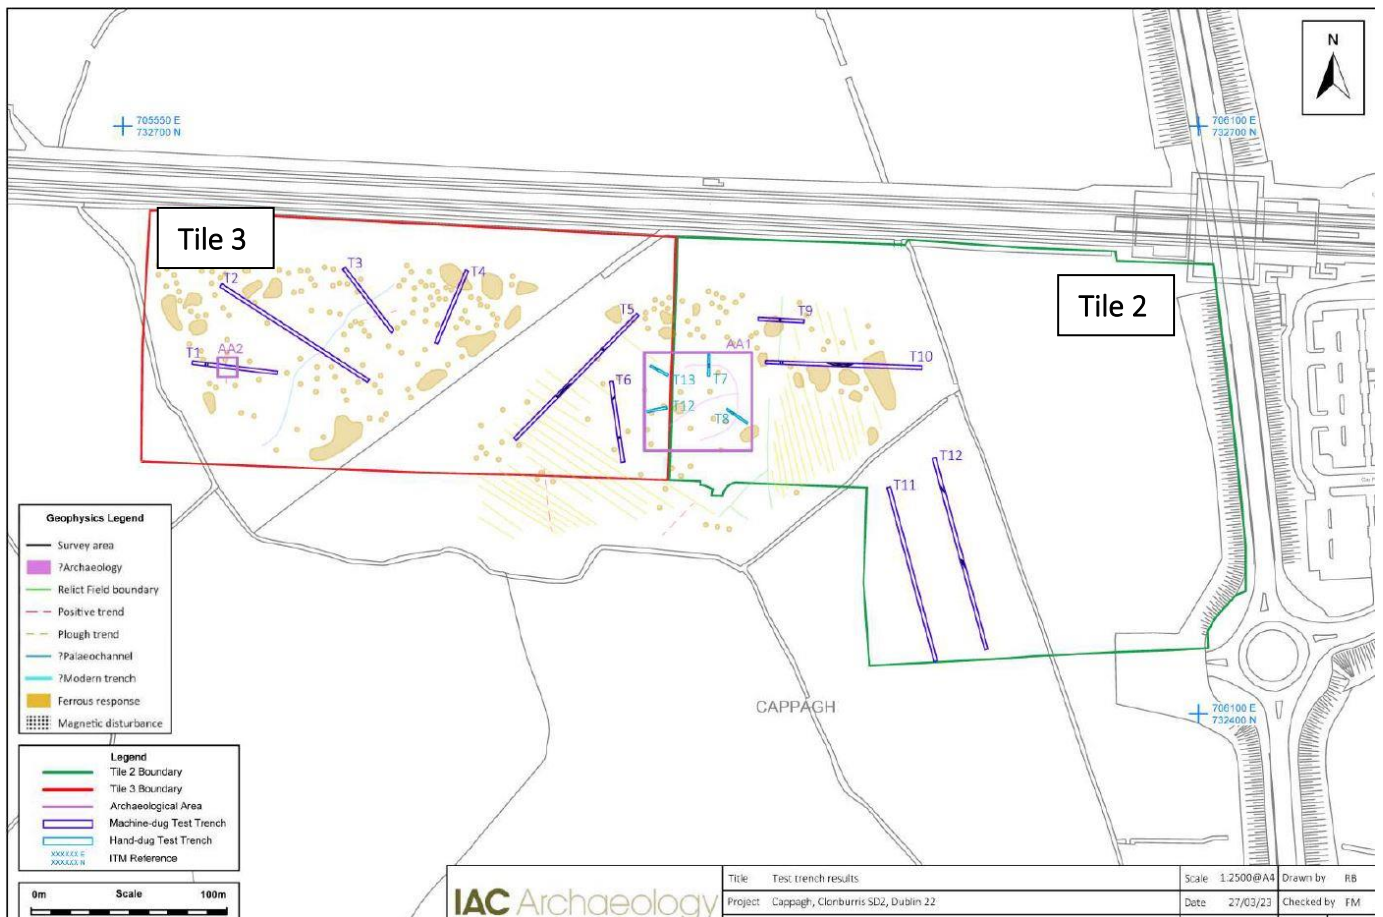 N
705550 E
732700 N
706100 E
732700 N
Tile 3
Tile 2
T3
T4
T2
T5
T9
T1
AA2
AA1
T10
T6
T13
T7
T12
T8
T12
T11
CAPPAGH
706100 E
732400 N
Geophysics Legend
Survey area
?Archaeology
Relict Field boundary
Positive trend
Plough trend
?Palaeochannel
?Modern trench
Ferrous response
Magnetic disturbance
Legend
Tile 2 Boundary
Tile 3 Boundary
Archaeological Area
Machine-dug Test Trench
Hand-dug Test Trench
XXXXXX E
XXXXXX N
ITM Reference
0m Scale 100m
IAC Archaeology
Title Test trench results
Scale 1:2500@A4 Drawn by RB
Project Cappagh, Clonburris SD2, Dublin 22
Date 27/03/23 Checked by FM